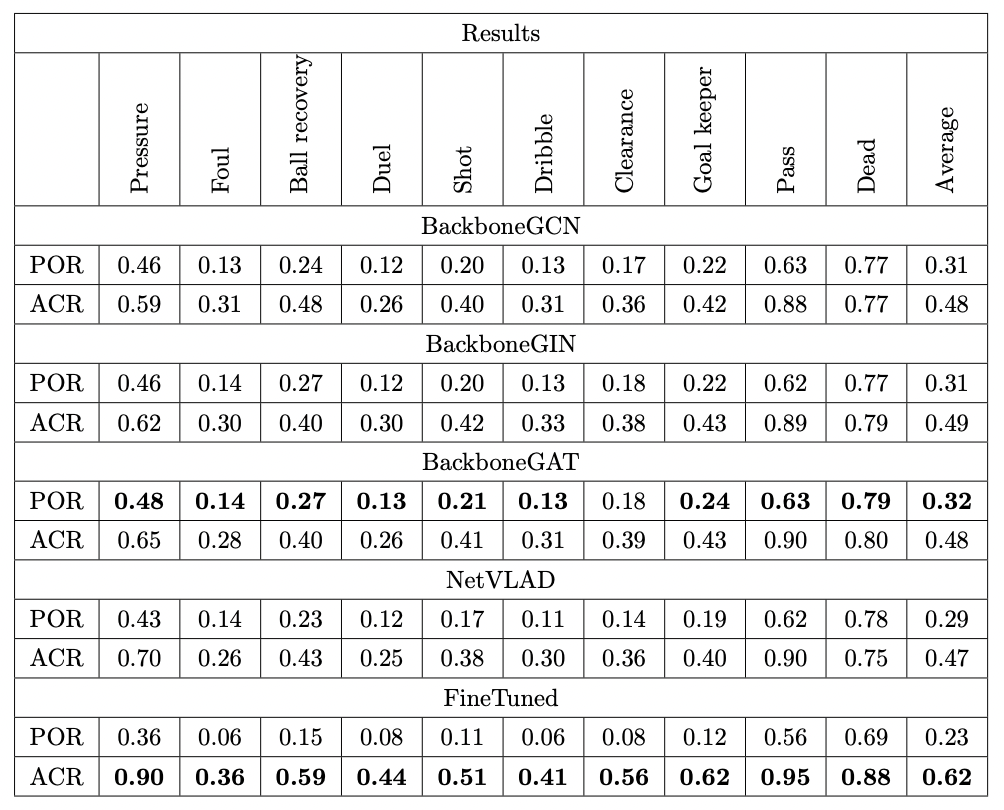 Results
Pressure Foul Ball recovery Duel Shot Dribble Clearance Goal keeper Pass Dead Average
BackboneGCN
POR 0.46 0.13 0.24 0.12 0.20 0.13 0.17 0.22 0.63 0.77 0.31
ACR 0.59 0.31 0.48 0.26 0.40 0.31 0.36 0.42 0.88 0.77 0.48
BackboneGIN
POR 0.46 0.14 0.27 0.12 0.20 0.13 0.18 0.22 0.62 0.77 0.31
ACR 0.62 0.30 0.40 0.30 0.42 0.33 0.38 0.43 0.89 0.79 0.49
BackboneGAT
POR 0.48 0.14 0.27 0.13 0.21 0.13 0.18 0.24 0.63 0.79 0.32
ACR 0.65 0.28 0.40 0.26 0.41 0.31 0.39 0.43 0.90 0.80 0.48
NetVLAD
POR 0.43 0.14 0.23 0.12 0.17 0.11 0.14 0.19 0.62 0.78 0.29
ACR 0.70 0.26 0.43 0.25 0.38 0.30 0.36 0.40 0.90 0.75 0.47
FineTuned
POR 0.36 0.06 0.15 0.08 0.11 0.06 0.08 0.12 0.56 0.69 0.23
ACR 0.90 0.36 0.59 0.44 0.51 0.41 0.56 0.62 0.95 0.88 0.62